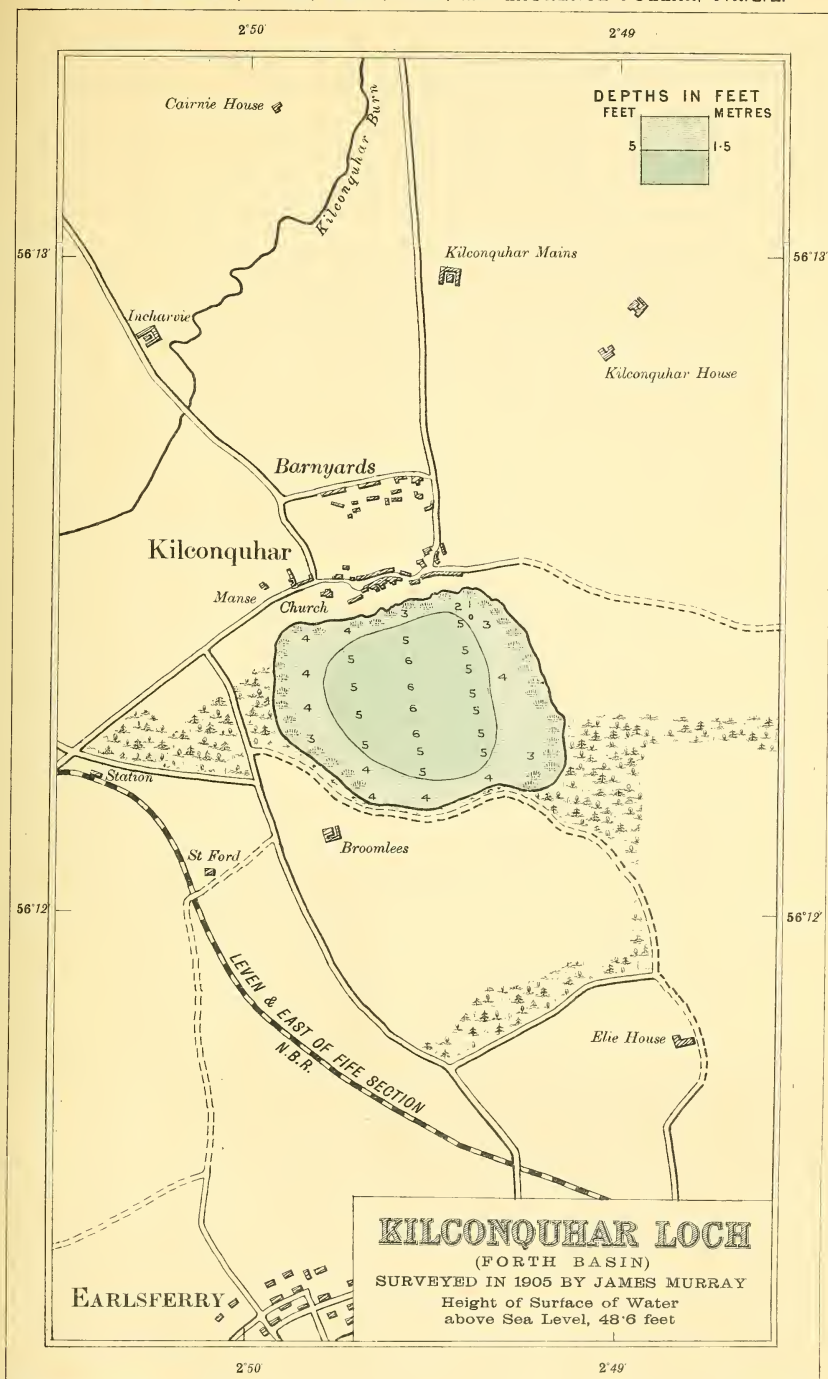 2°50'
2°49'
Cairnie House
Kilconquhar Burn
DEPTHS IN FEET
FEET METRES
5 1·5
56°13'
Kilconquhar Mains
56°13'
Incharvie
Kilconquhar House
Barnyards
Kilconquhar
Manse
Church
3 2 1
4 4 5 0 3
5
5 6 5
4 5 4
5 6 5
4 5 6 5
3 6 5
5 5 5 3
4 5 4
4 4
Station
Broomlees
St Ford
56°12'
56°12'
LEVEN & EAST OF FIFE SECTION
N.B.R.
Elie House
KILCONQUHAR LOCH
(FORTH BASIN)
SURVEYED IN 1905 BY JAMES MURRAY
Height of Surface of Water
above Sea Level, 48·6 feet
EARLSFERRY
2°50'
2°49'